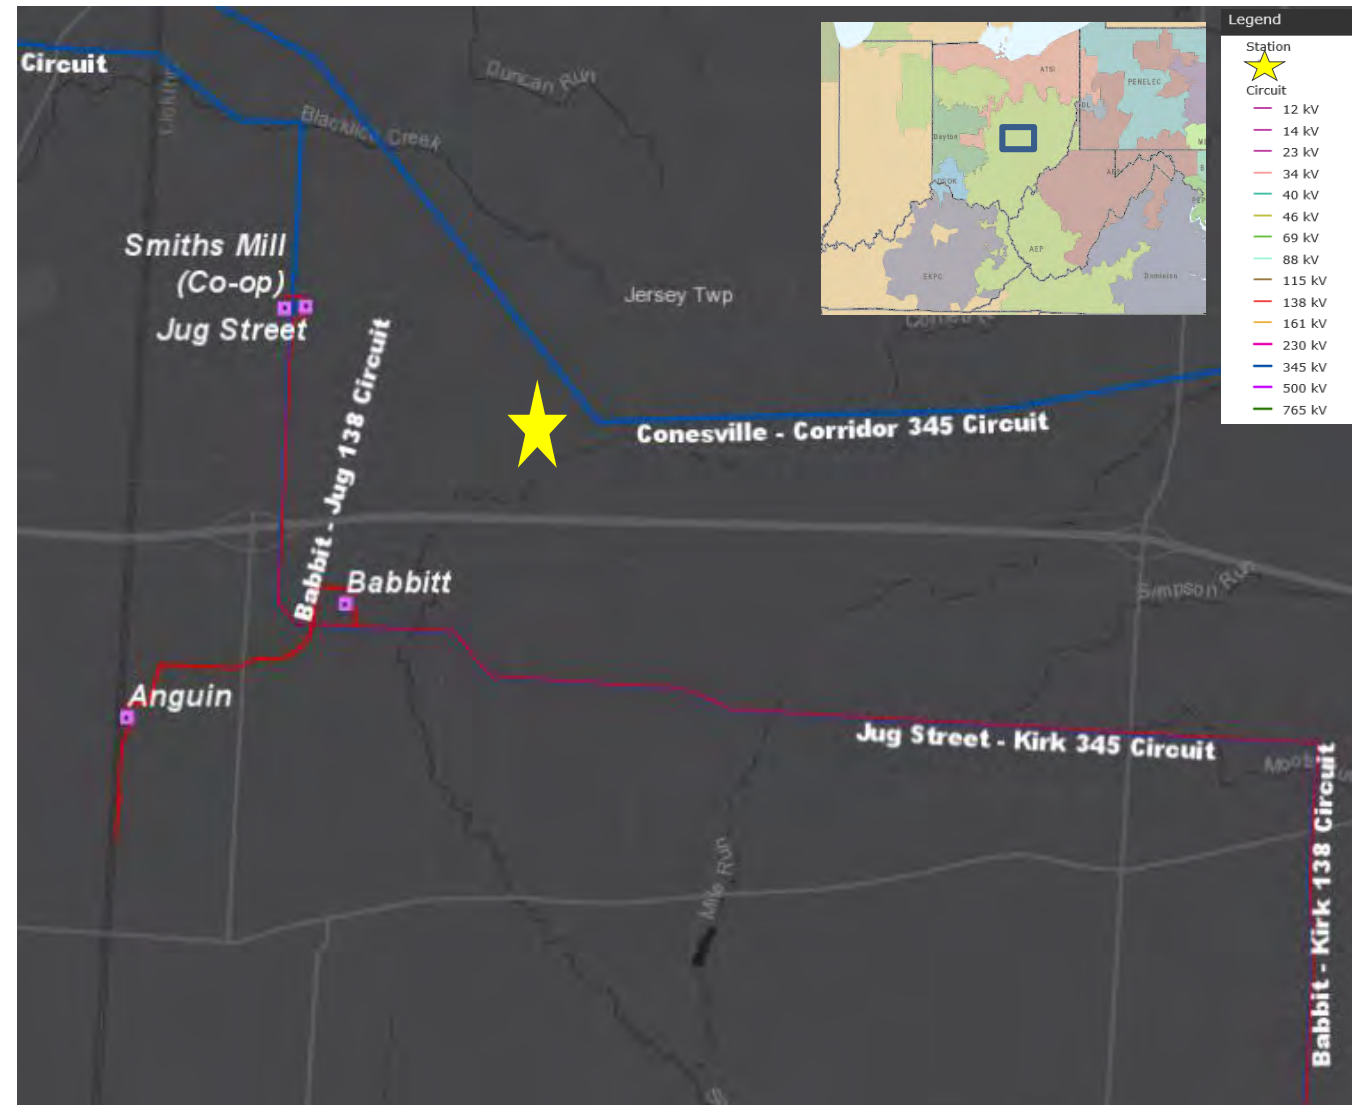 Circuit
Licking
Duncan Run
Blacklick Creek
Smiths Mill
(Co-op)
Jug Street
Jersey Twp
Babbit - Jug 138 Circuit
Conesville - Corridor 345 Circuit
Babbitt
Simpson Run
Anguin
Jug Street - Kirk 345 Circuit
Babbit - Kirk 138 Circuit
Mile Run
ATSI
PENELEC
Dayton
AEP
EKPC
Dominion
Legend
Station
Circuit
12 kV
14 kV
23 kV
34 kV
40 kV
46 kV
69 kV
88 kV
115 kV
138 kV
161 kV
230 kV
345 kV
500 kV
765 kV